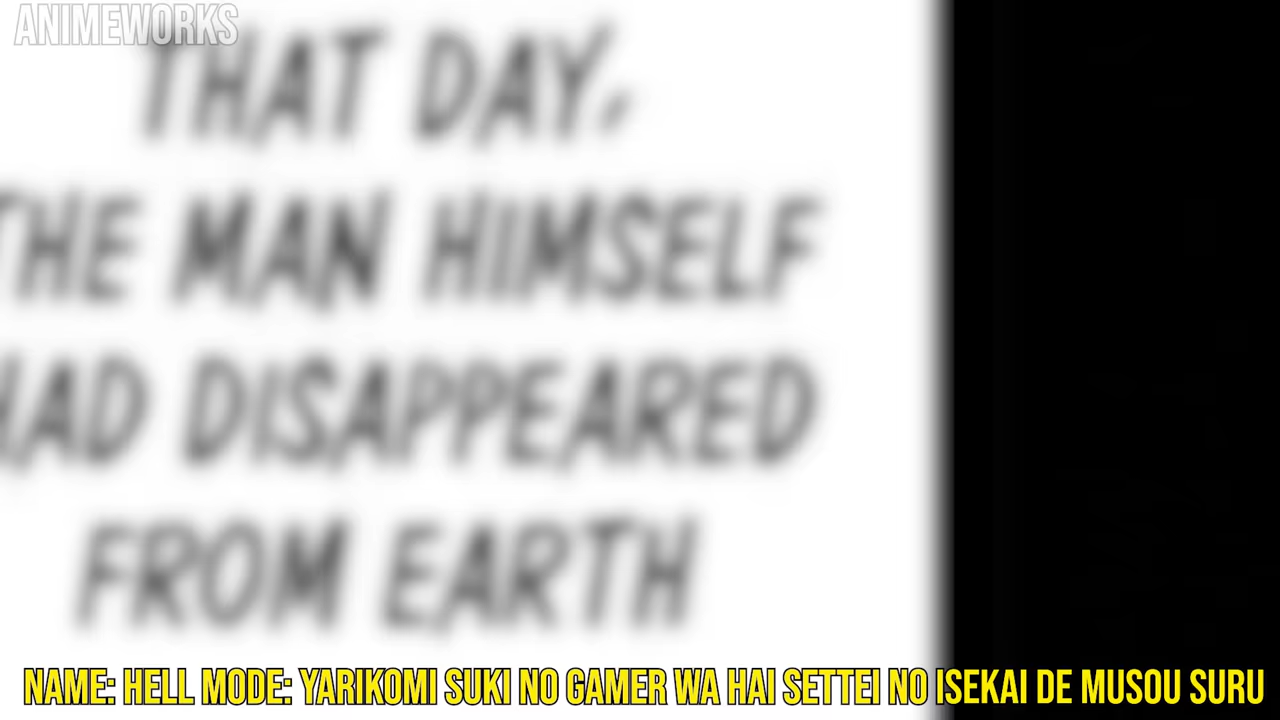 ANIMEWORKS
THAT DAY,
THE MAN HIMSELF
HAD DISAPPEARED
FROM EARTH
NAME: HELL MODE: YARIKOMI SUKI NO GAMER WA HAI SETTEI NO ISEKAI DE MUSOU SURU